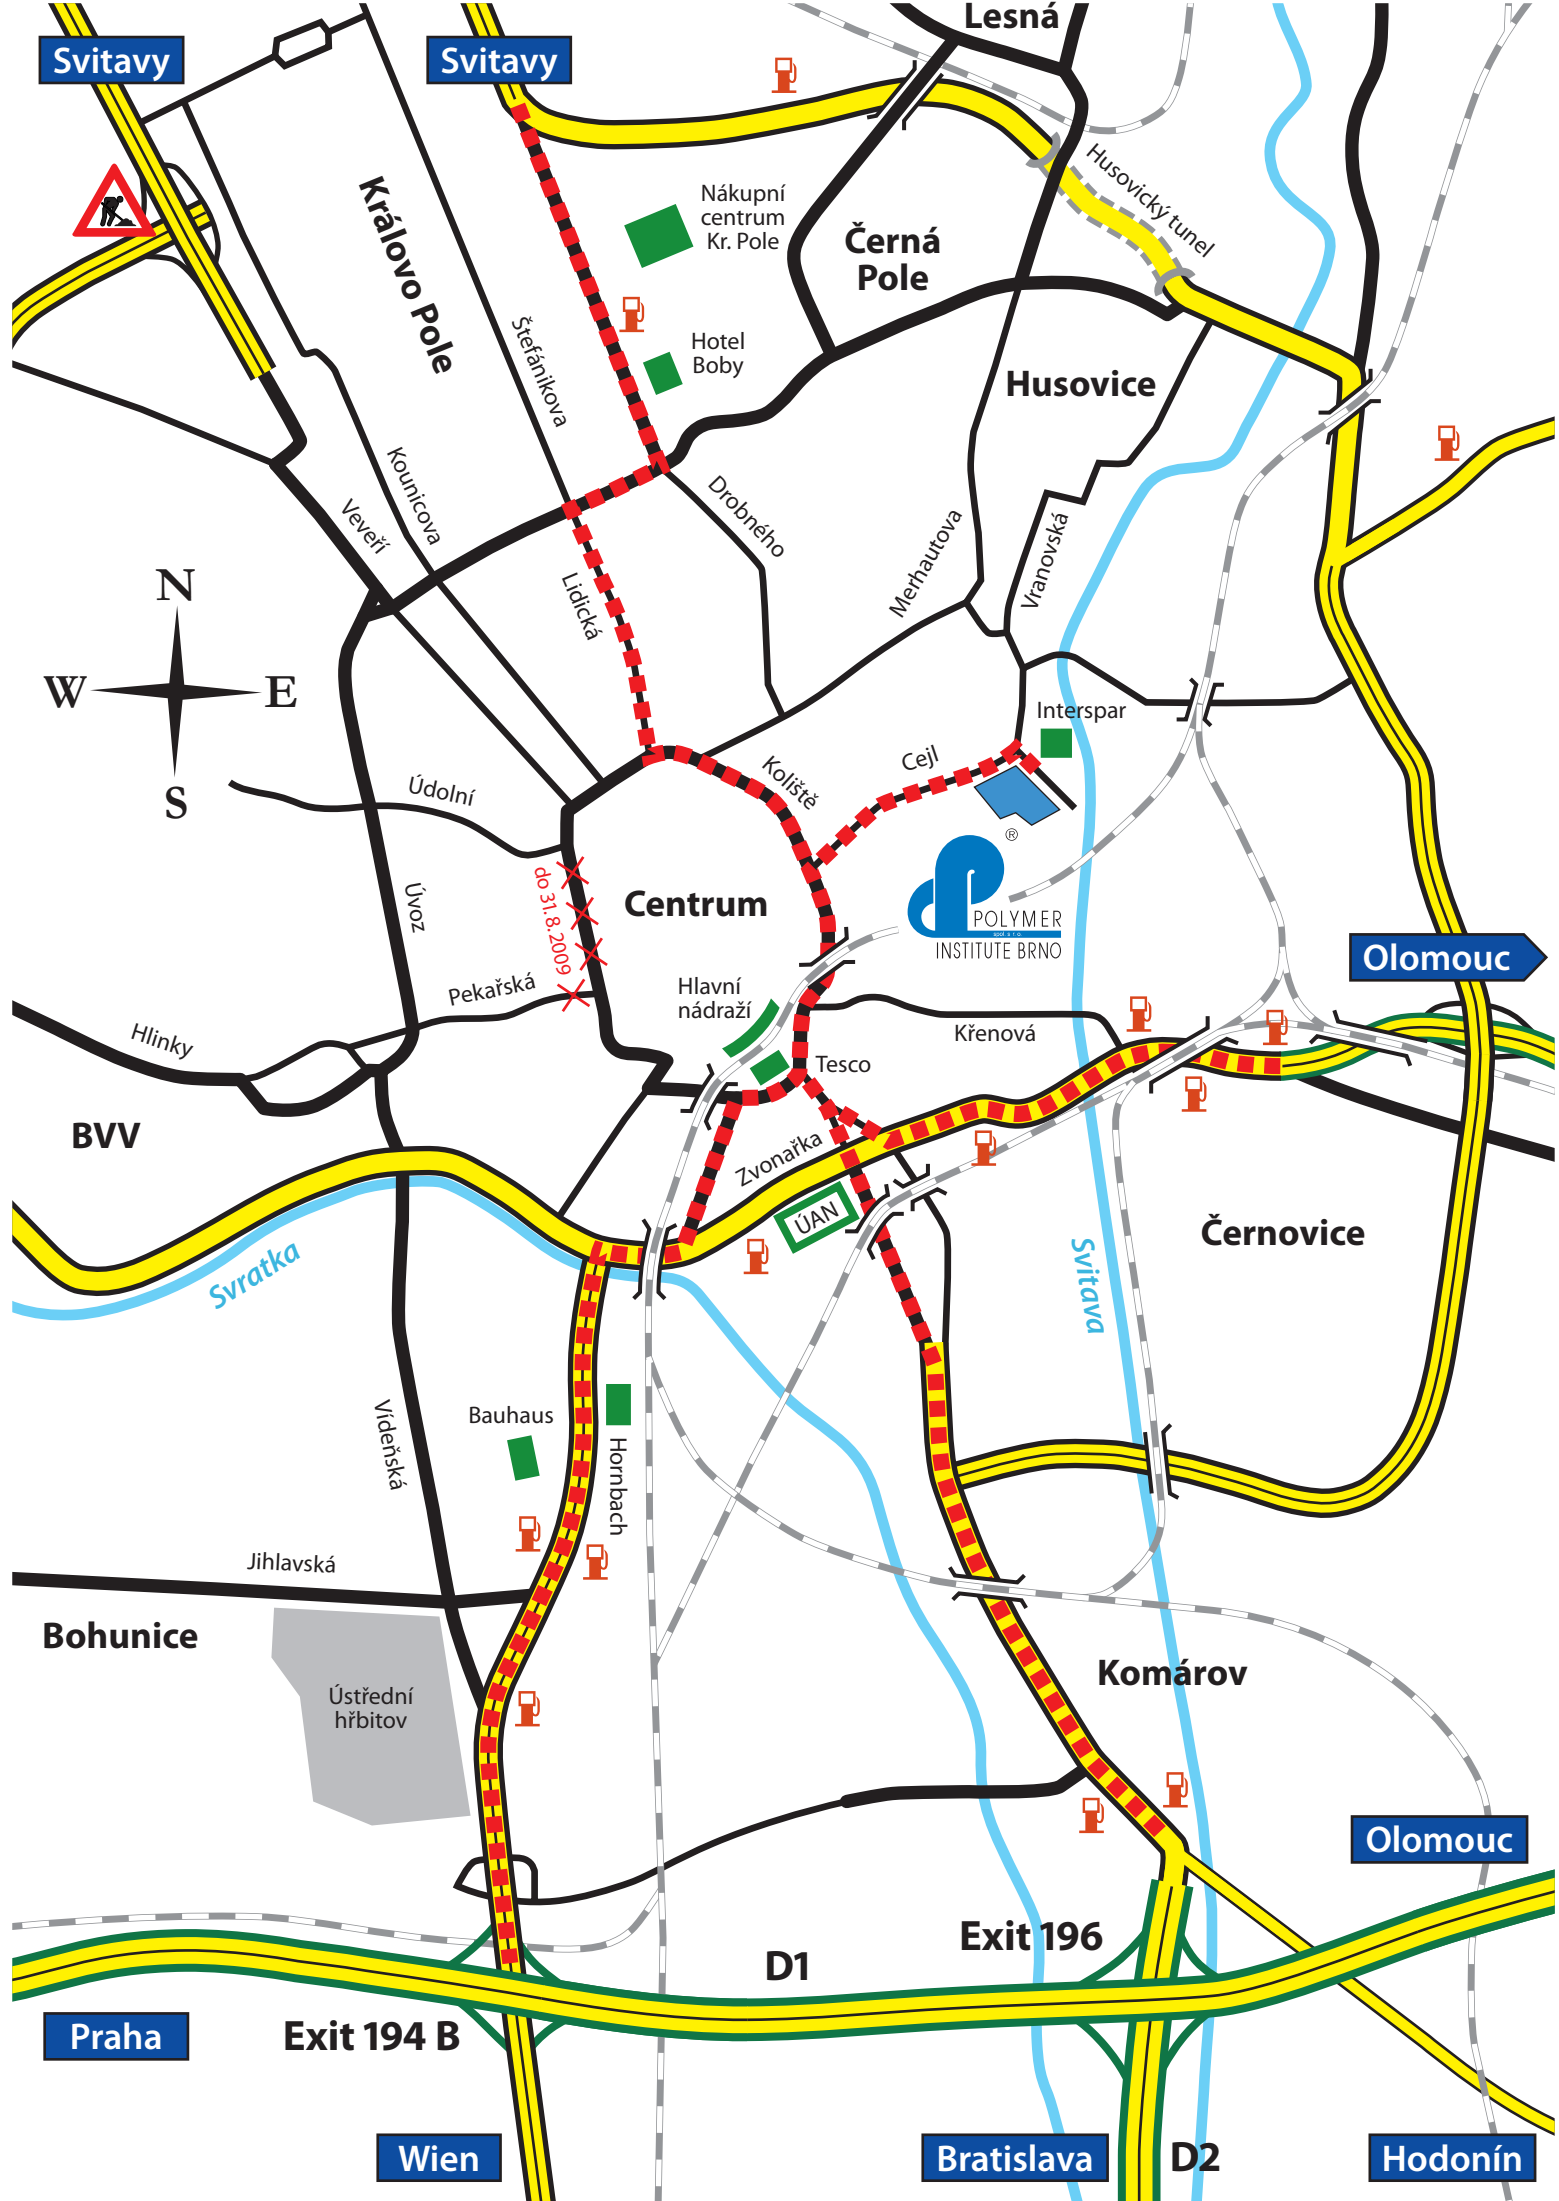 Lesná
Svitavy
Svitavy
Husovický tunel
Královo Pole
Nákupní
centrum
Kr. Pole
Černá
Pole
Štefánikova
Hotel
Boby
Husovice
Kounicova
Veveří
Drobného
Merhautova
Vranovská
Lidická
N
W
E
S
Interspar
Cejl
Koliště
Údolní
®
Úvoz
do 31.8.2009
Centrum
POLYMER
spol. s r. o.
INSTITUTE BRNO
Olomouc
Pekařská
Hlavní
nádraží
Hlinky
Křenová
Tesco
BVV
Zvonařka
ÚAN
Černovice
Svratka
Svitava
Vídeňská
Bauhaus
Hornbach
Jihlavská
Bohunice
Ústřední
hřbitov
Komárov
Olomouc
Exit 196
D1
Praha
Exit 194 B
Wien
Bratislava
D2
Hodonín